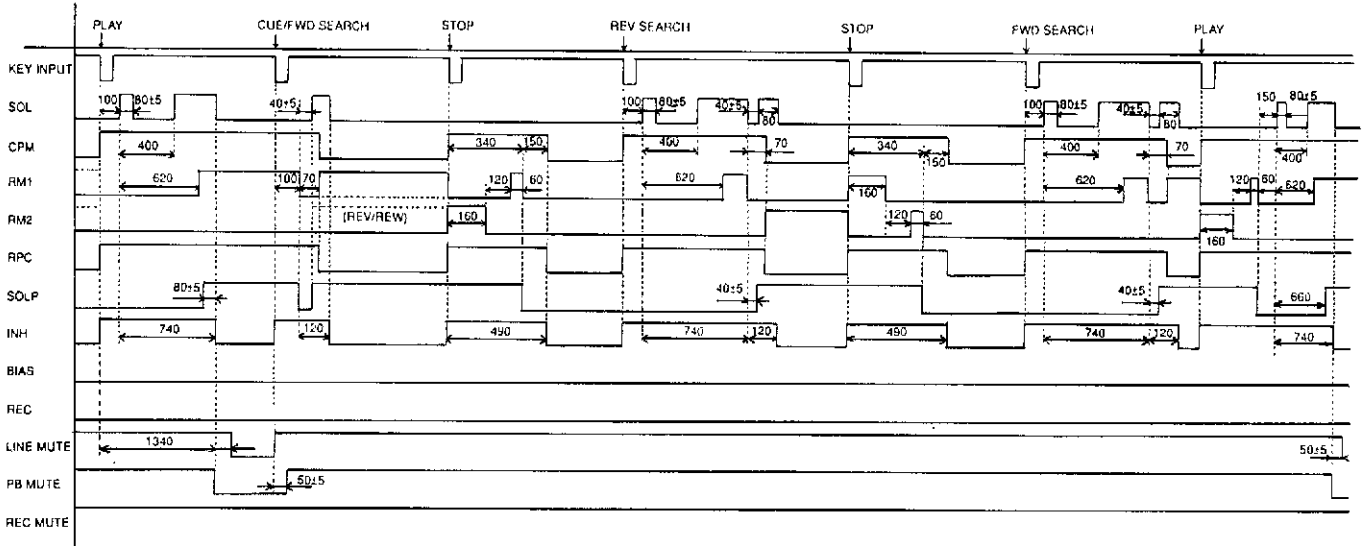 PLAY CUE/FWD SEARCH STOP REV SEARCH STOP FWD SEARCH PLAY
KEY INPUT
SOL 100 80±5 40±5 100 80±5 40±5 80 100 80±5 40±5 80 150 80±5
CPM 400 340 150 400 70 340 150 400 70 400
RM1 620 100 70 120 60 620 160 620 120 60 620
RM2 (REV/REW) 160 120 60 160
RPC
SOLP 80±5 40±5 40±5 660
INH 740 120 490 740 120 490 740 120 740
BIAS
REC
LINE MUTE 1340 50±5
PB MUTE 50±5
REC MUTE